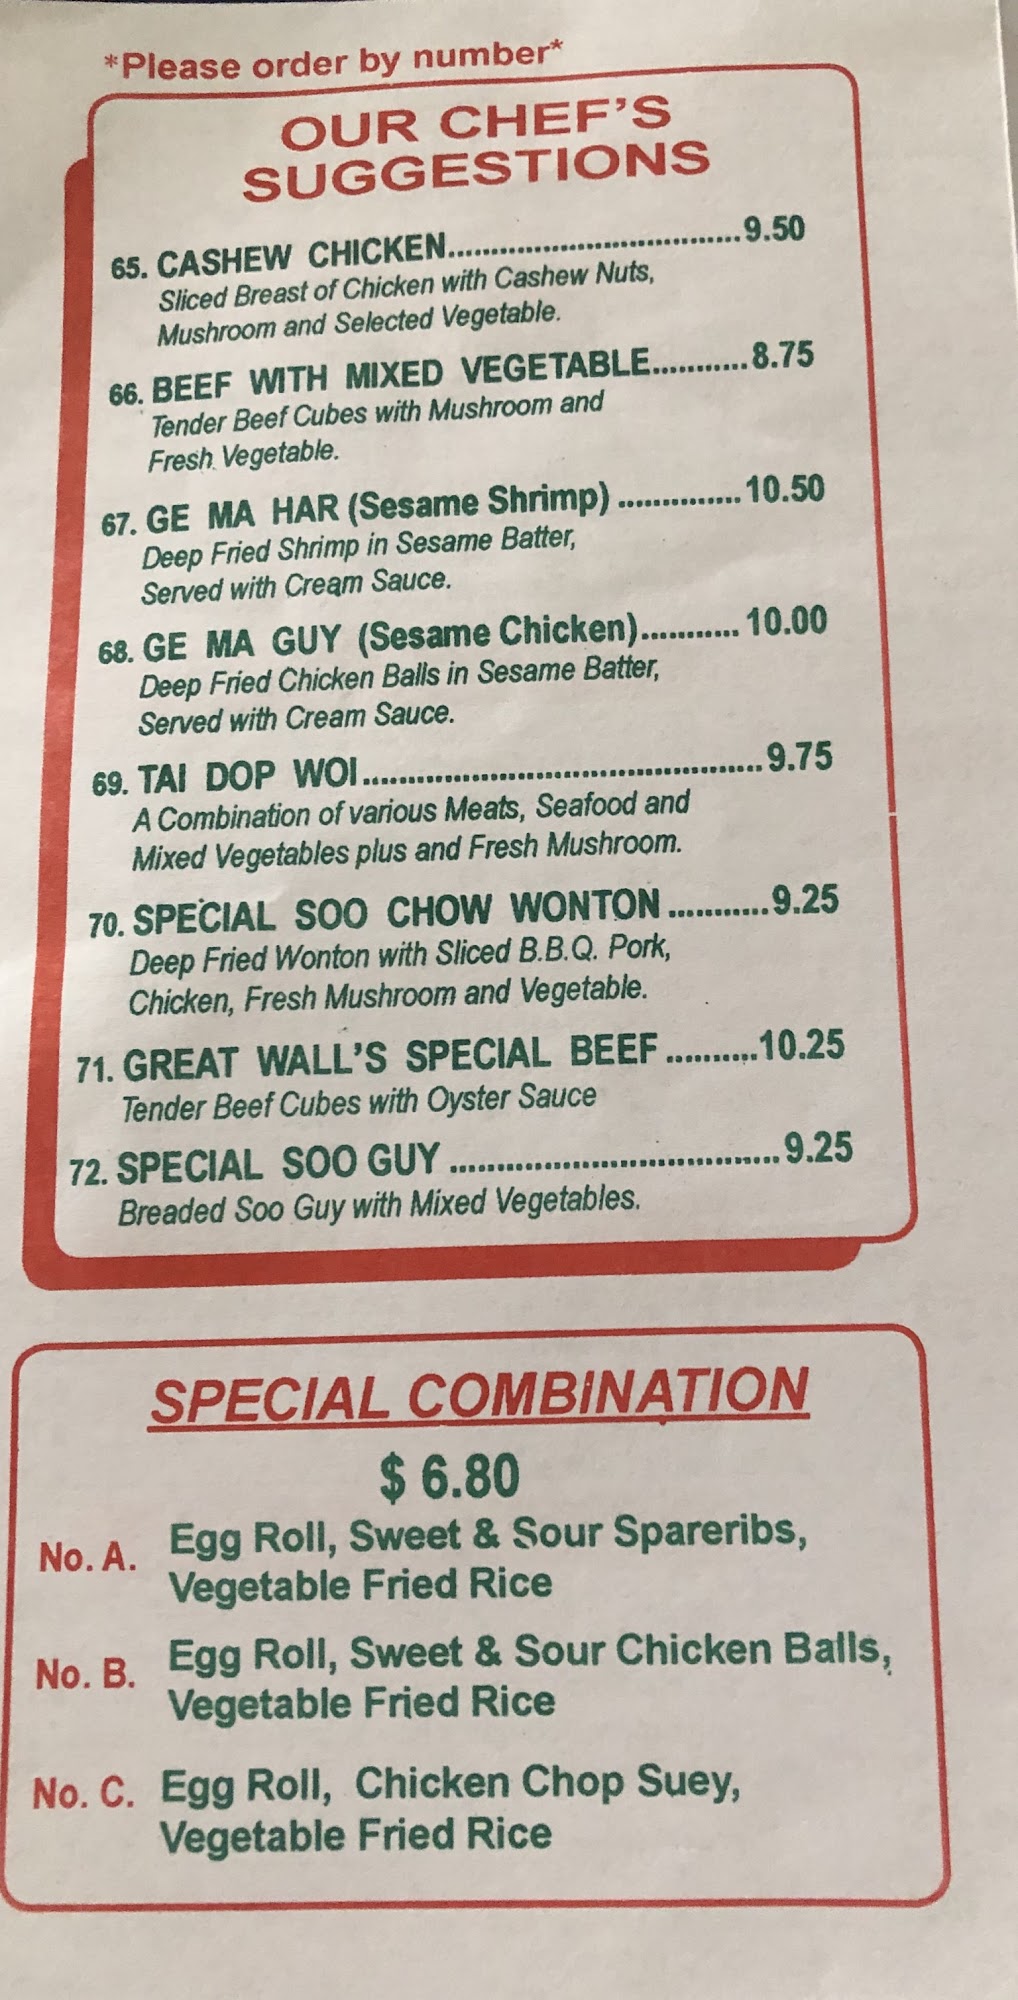 *Please order by number*
OUR CHEF'S
SUGGESTIONS
65. CASHEW CHICKEN..................................9.50
Sliced Breast of Chicken with Cashew Nuts,
Mushroom and Selected Vegetable.
66. BEEF WITH MIXED VEGETABLE...........8.75
Tender Beef Cubes with Mushroom and
Fresh Vegetable.
67. GE MA HAR (Sesame Shrimp) ..............10.50
Deep Fried Shrimp in Sesame Batter,
Served with Cream Sauce.
68. GE MA GUY (Sesame Chicken)........... 10.00
Deep Fried Chicken Balls in Sesame Batter,
Served with Cream Sauce.
69. TAI DOP WOI.............................................9.75
A Combination of various Meats, Seafood and
Mixed Vegetables plus and Fresh Mushroom.
70. SPECIAL SOO CHOW WONTON ...........9.25
Deep Fried Wonton with Sliced B.B.Q. Pork,
Chicken, Fresh Mushroom and Vegetable.
71. GREAT WALL'S SPECIAL BEEF ..........10.25
Tender Beef Cubes with Oyster Sauce
72. SPECIAL SOO GUY ...................................9.25
Breaded Soo Guy with Mixed Vegetables.
SPECIAL COMBINATION
$ 6.80
No. A. Egg Roll, Sweet & Sour Spareribs,
Vegetable Fried Rice
No. B. Egg Roll, Sweet & Sour Chicken Balls,
Vegetable Fried Rice
No. C. Egg Roll, Chicken Chop Suey,
Vegetable Fried Rice